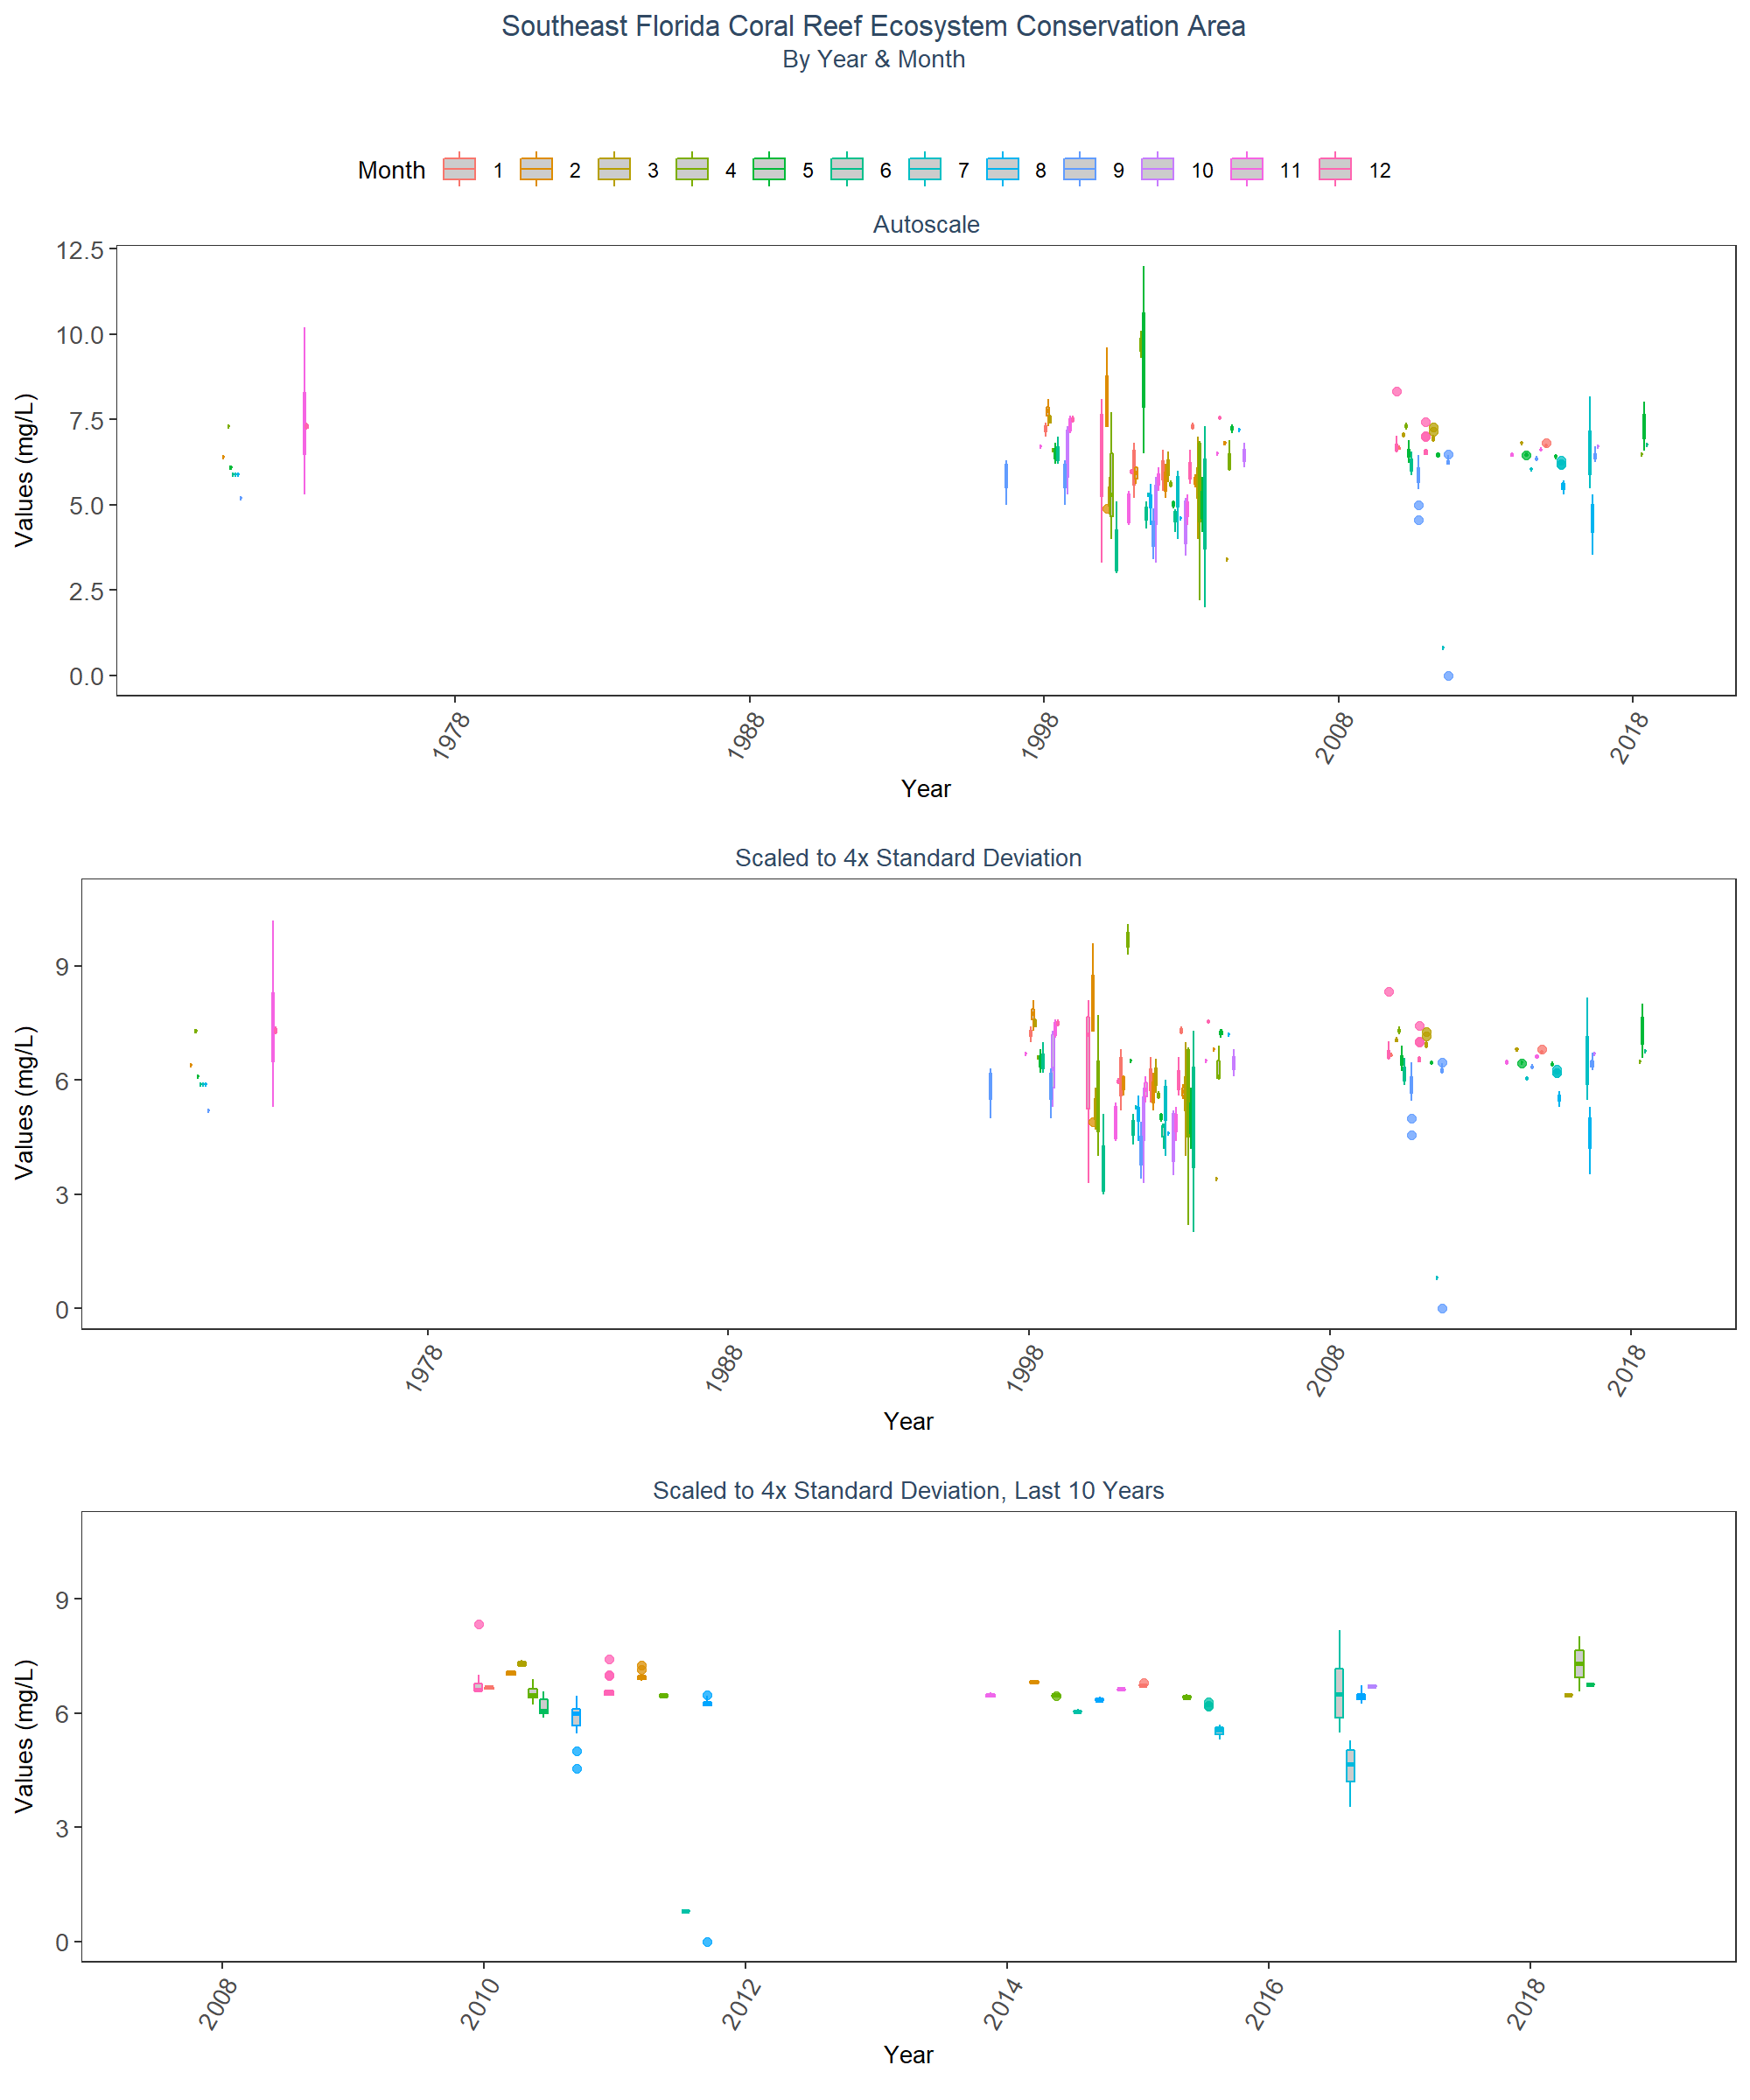 Southeast Florida Coral Reef Ecosystem Conservation Area
By Year & Month
Month 1 2 3 4 5 6 7 8 9 10 11 12
Autoscale
12.5
10.0
7.5
5.0
2.5
0.0
Values (mg/L)
1978 1988 1998 2008 2018
Year
Scaled to 4x Standard Deviation
9
6
3
0
Values (mg/L)
1978 1988 1998 2008 2018
Year
Scaled to 4x Standard Deviation, Last 10 Years
9
6
3
0
Values (mg/L)
2008 2010 2012 2014 2016 2018
Year